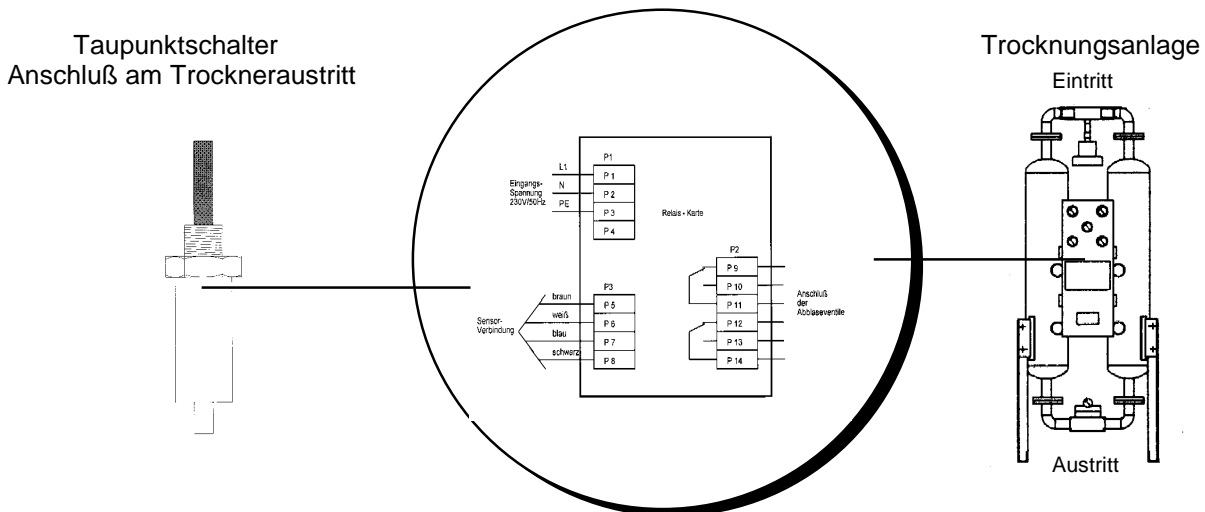 Taupunktschalter
Anschluß am Trockneraustritt
Trocknungsanlage
Eintritt
P1
L1
P 1
Eingangs-
Spannung
230V/50Hz
N
P 2
PE
P 3
P 4
Relais - Karte
P2
P 9
P 10
P 11
P 12
P 13
P 14
Anschluß
der
Abblaseventile
P3
Sensor-
Verbindung
braun
P 5
weiß
P 6
blau
P 7
schwarz
P 8
Austritt